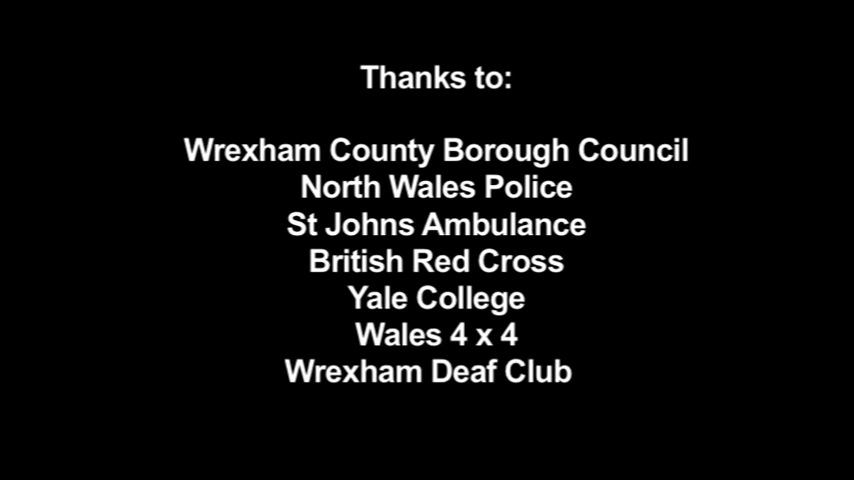 Thanks to:
Wrexham County Borough Council
North Wales Police
St Johns Ambulance
British Red Cross
Yale College
Wales 4 x 4
Wrexham Deaf Club